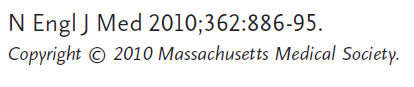 N Engl J Med 2010;362:886-95.
Copyright © 2010 Massachusetts Medical Society.